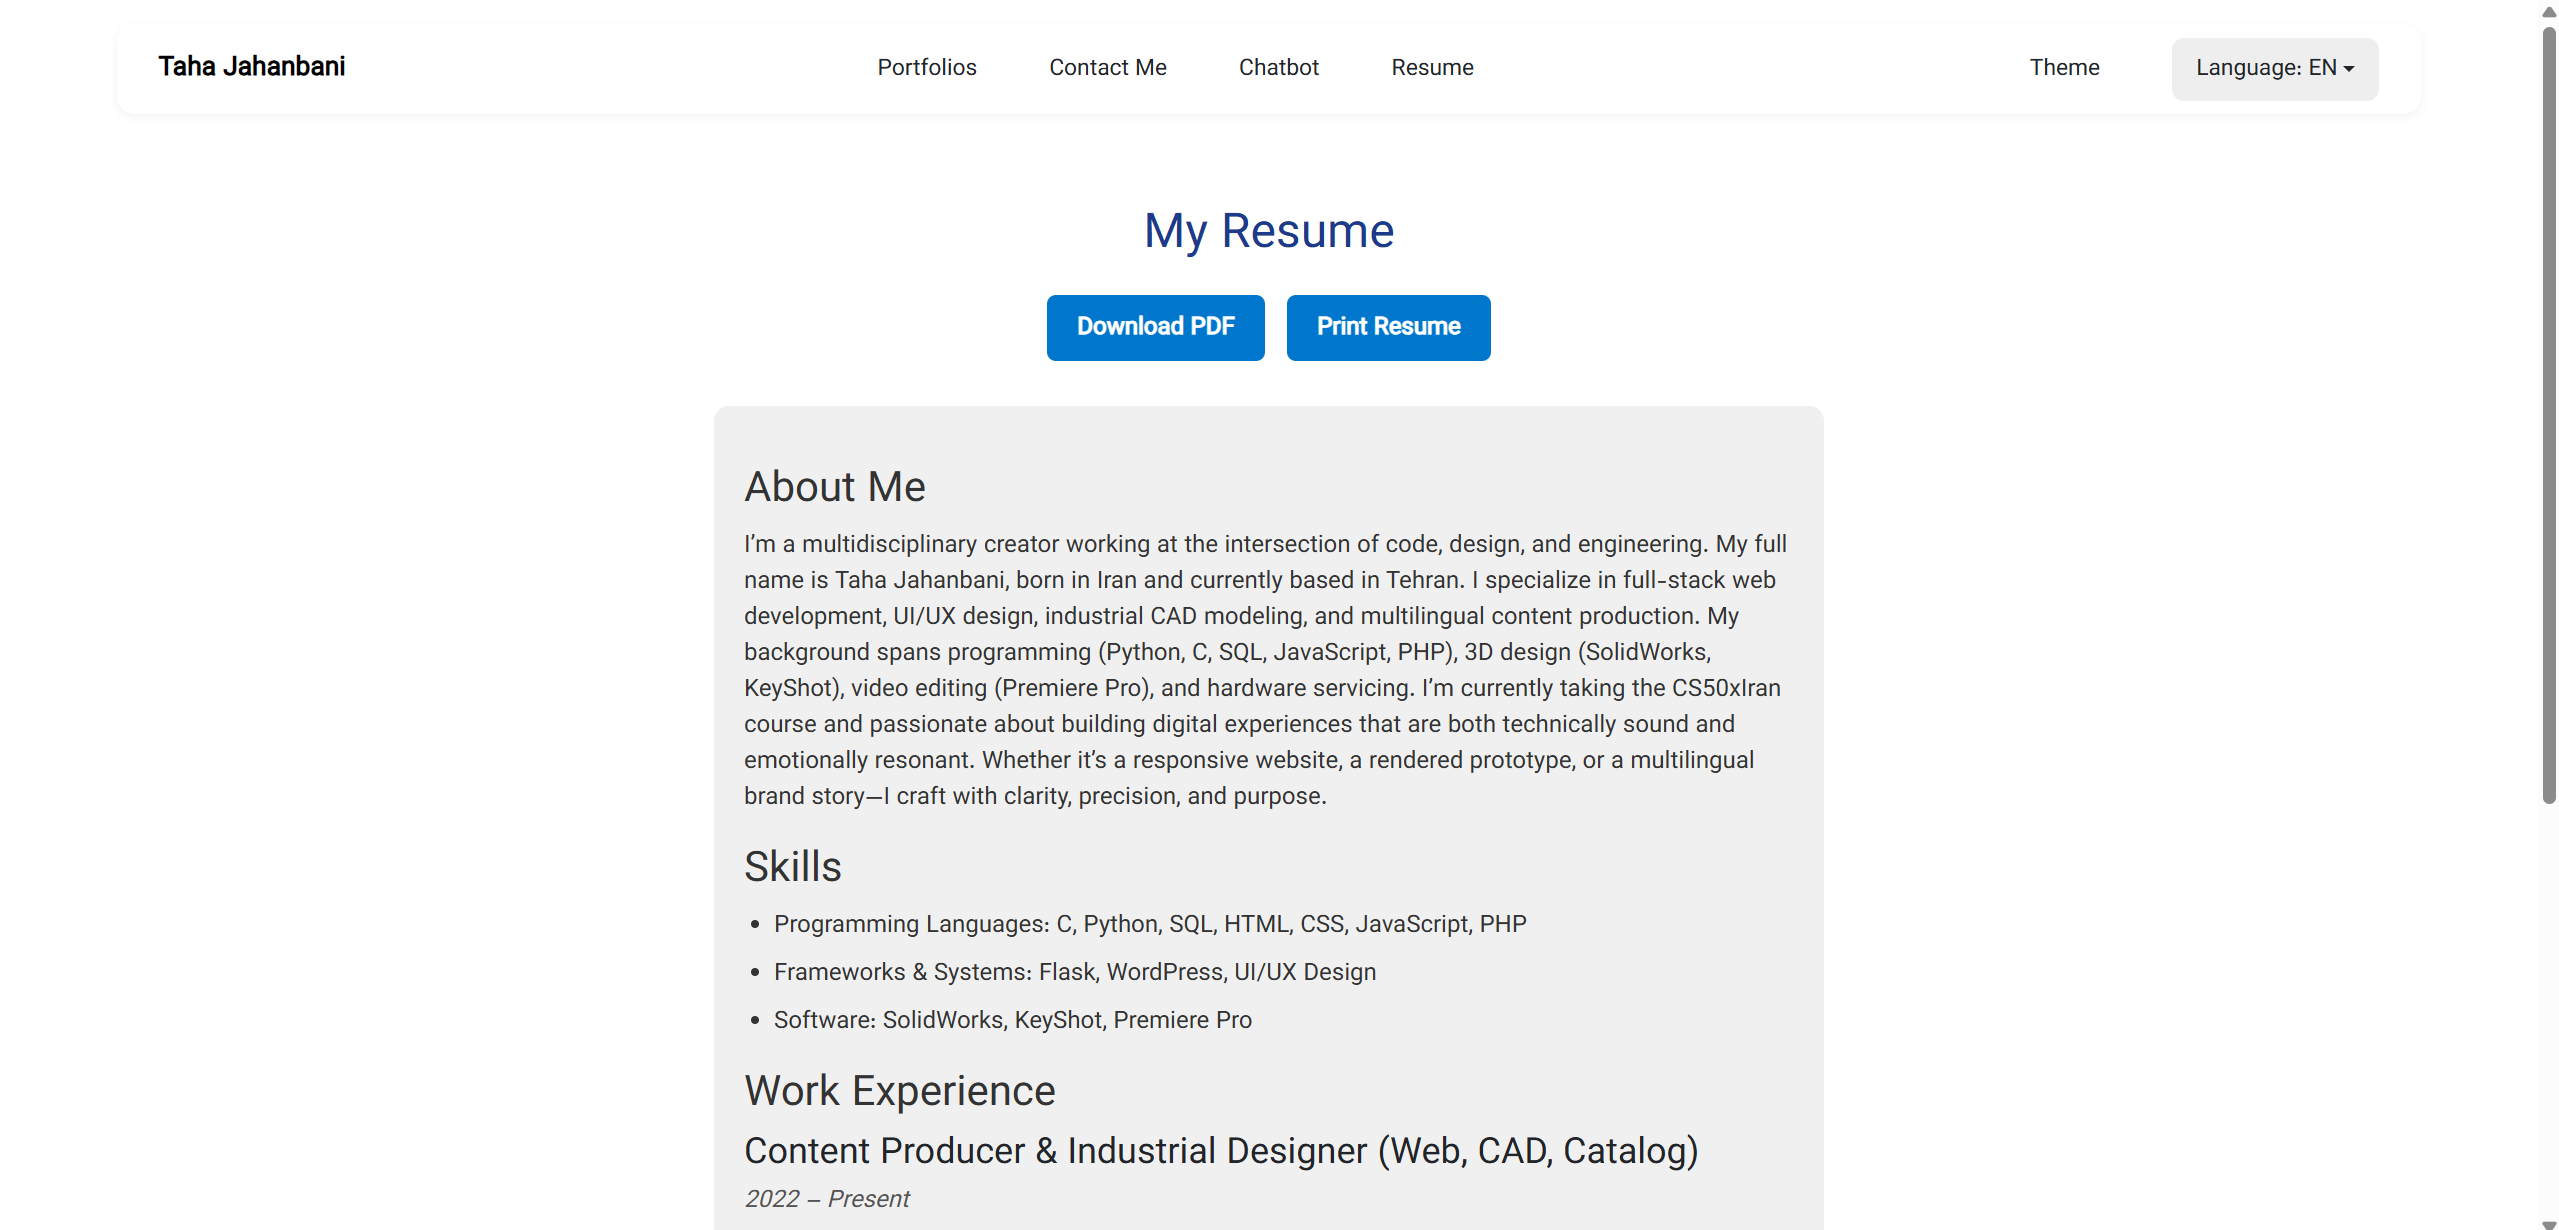 Taha Jahanbani
Portfolios
Contact Me
Chatbot
Resume
Theme
Language: EN
My Resume
Download PDF
Print Resume
About Me
I’m a multidisciplinary creator working at the intersection of code, design, and engineering. My full
name is Taha Jahanbani, born in Iran and currently based in Tehran. I specialize in full-stack web
development, UI/UX design, industrial CAD modeling, and multilingual content production. My
background spans programming (Python, C, SQL, JavaScript, PHP), 3D design (SolidWorks,
KeyShot), video editing (Premiere Pro), and hardware servicing. I’m currently taking the CS50xIran
course and passionate about building digital experiences that are both technically sound and
emotionally resonant. Whether it’s a responsive website, a rendered prototype, or a multilingual
brand story—I craft with clarity, precision, and purpose.
Skills
• Programming Languages: C, Python, SQL, HTML, CSS, JavaScript, PHP
• Frameworks & Systems: Flask, WordPress, UI/UX Design
• Software: SolidWorks, KeyShot, Premiere Pro
Work Experience
Content Producer & Industrial Designer (Web, CAD, Catalog)
2022 – Present